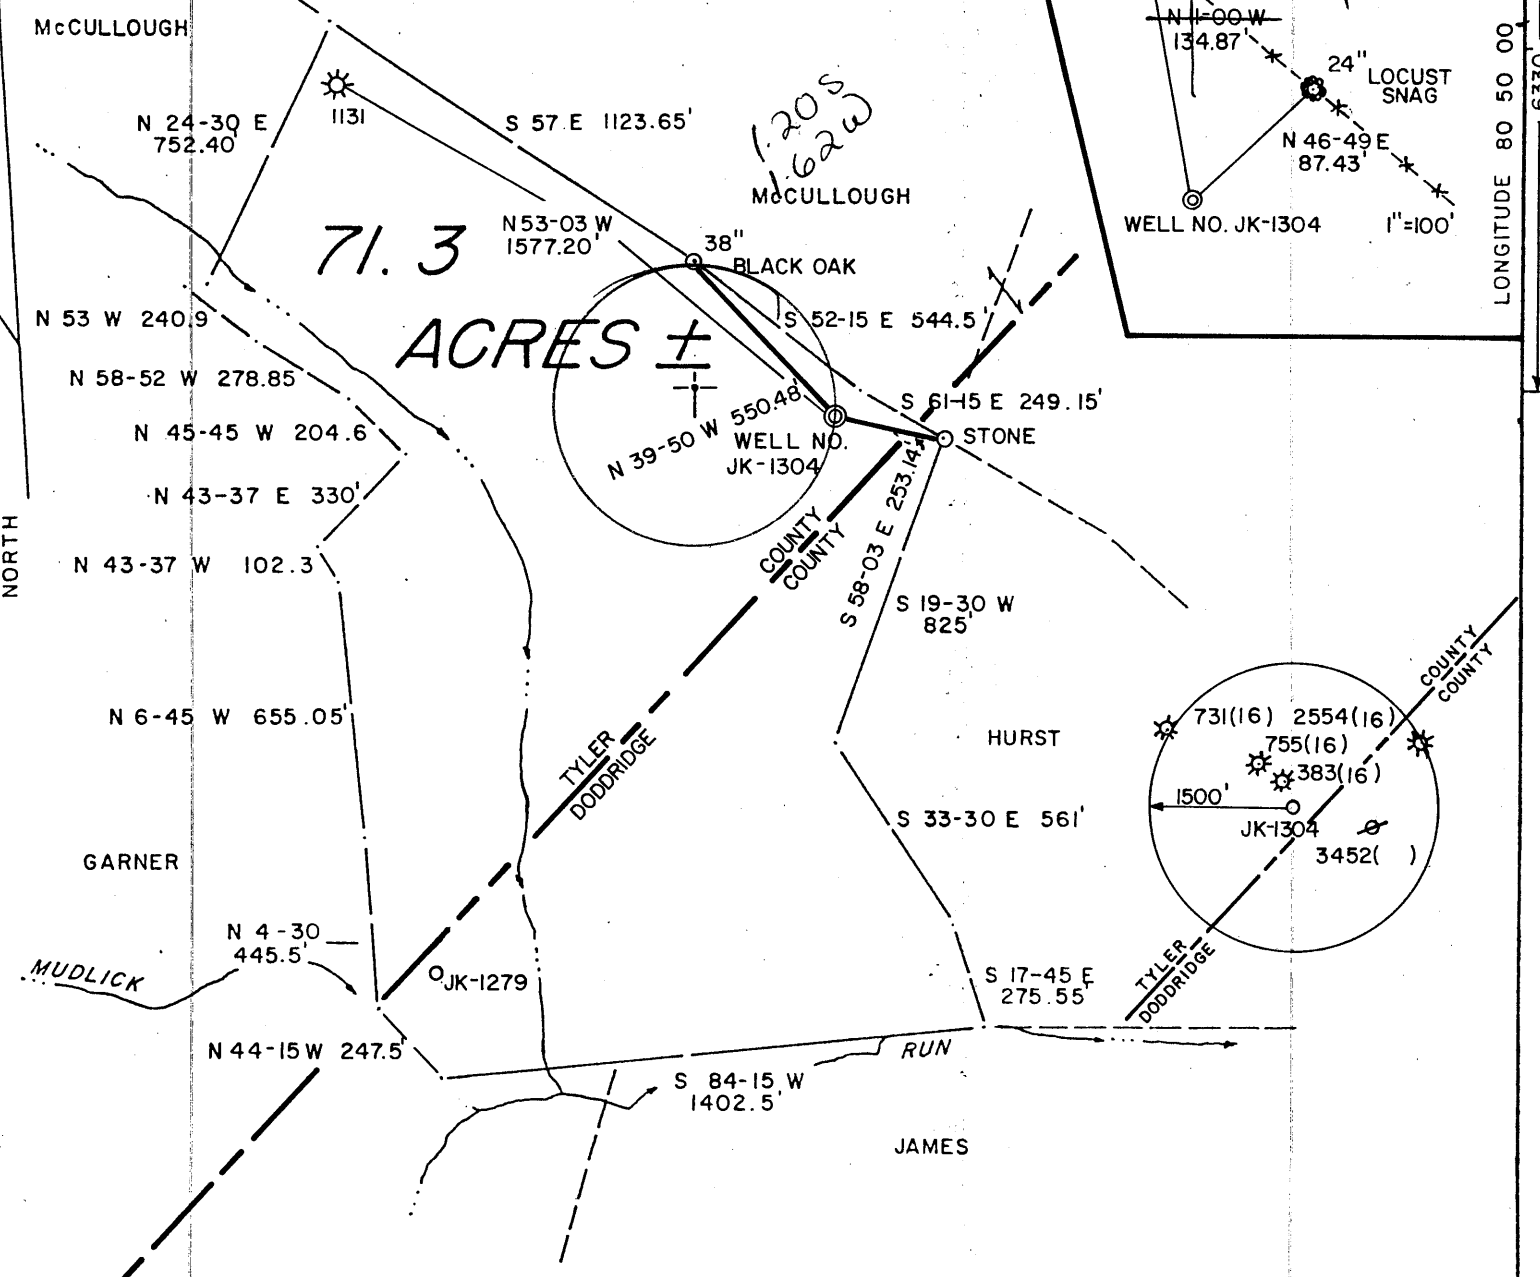 McCULLOUGH
N 24-30 E
752.40'
1131
S 57 E 1123.65'
1.20 S
1.62 W
McCULLOUGH
N 11-00 W
134.87'
24"
LOCUST
SNAG
N 46-49 E
87.43'
WELL NO. JK-1304
1"=100'
LONGITUDE 80 50 00
6330'
71.3
ACRES ±
N 53-03 W
1577.20'
38"
BLACK OAK
N 53 W 240.9
S 52-15 E 544.5'
N 58-52 W 278.85
S 61-15 E 249.15'
N 39-50 W 550.48'
WELL NO.
JK-1304
STONE
N 45-45 W 204.6
N 43-37 E 330'
S 58-03 E 253.14'
COUNTY
COUNTY
NORTH
N 43-37 W 102.3
S 19-30 W
825'
N 6-45 W 655.05'
TYLER
DODDRIDGE
HURST
COUNTY
COUNTY
731(16) 2554(16)
755(16)
383(16)
1500'
JK-1304
3452( )
S 33-30 E 561'
GARNER
N 4-30
445.5'
MUDLICK
JK-1279
S 17-45 E
275.55'
TYLER
DODDRIDGE
N 44-15 W 247.5'
RUN
S 84-15 W
1402.5'
JAMES